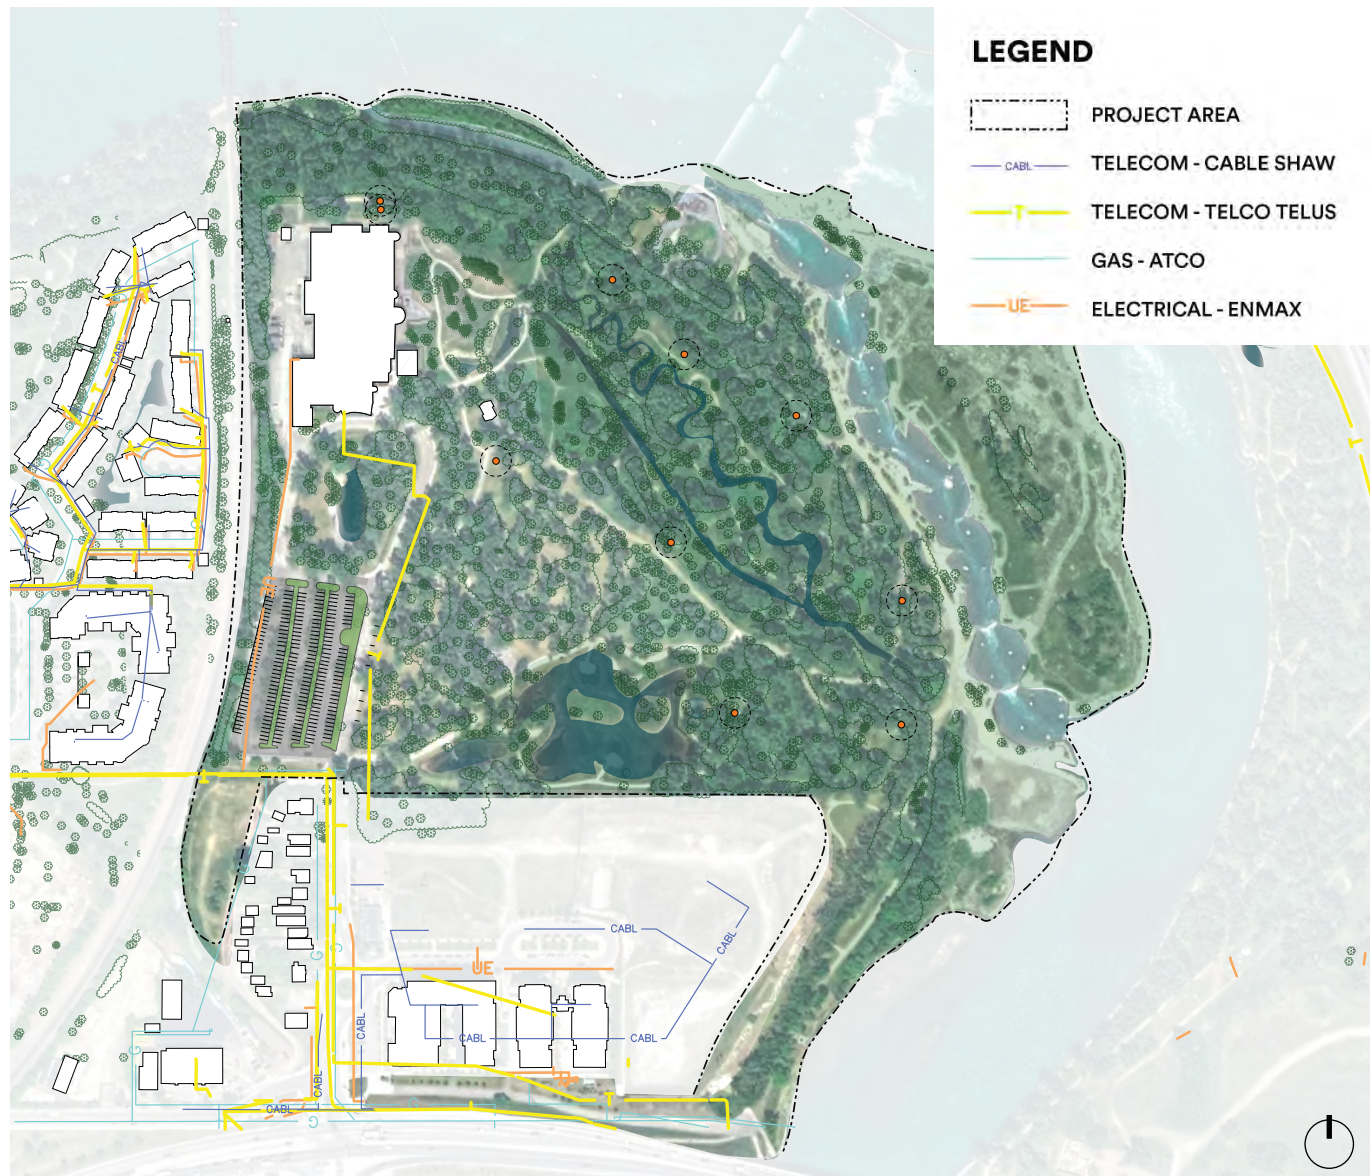 LEGEND
PROJECT AREA
CABL
TELECOM - CABLE SHAW
T
TELECOM - TELCO TELUS
GAS - ATCO
UE
ELECTRICAL - ENMAX
CABL
T
T
T
T
CABL
CABL
UE
G
CABL
CABL
CABL
G
CABL
T
CABL
G